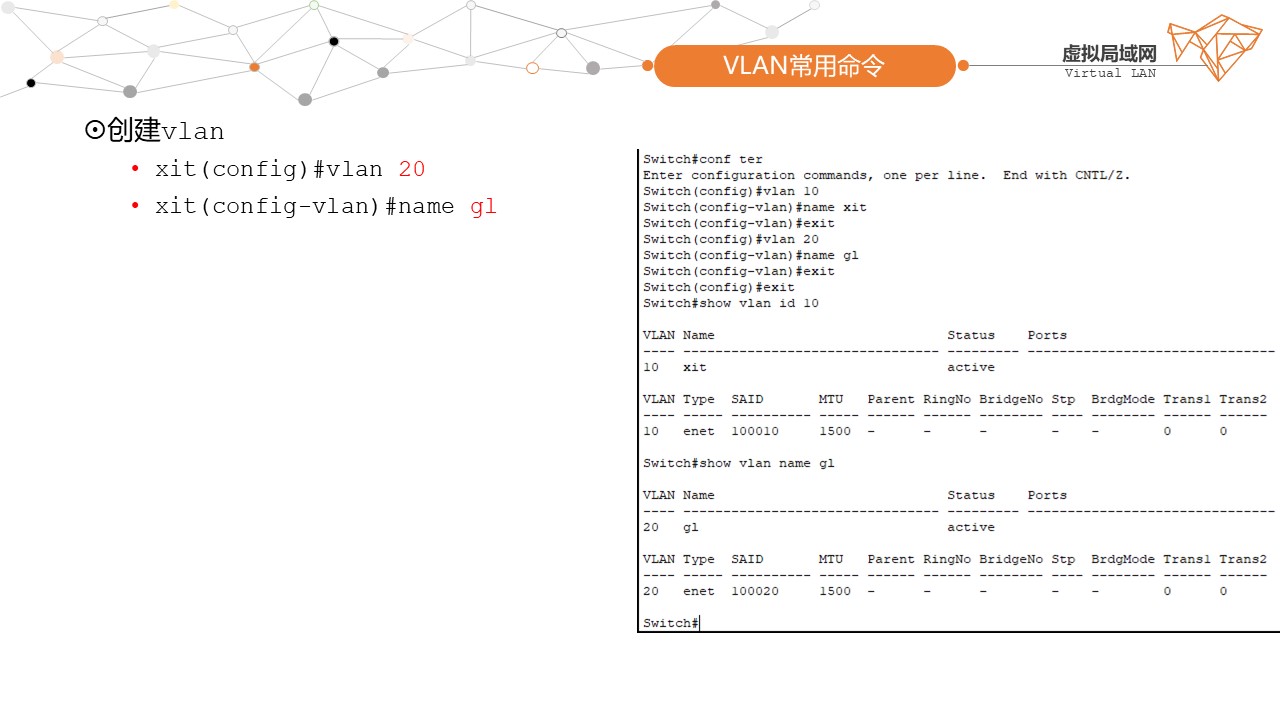 VLAN常用命令
虚拟局域网
Virtual LAN
⊙创建vlan
• xit(config)#vlan 20
• xit(config-vlan)#name gl
Switch#conf ter
Enter configuration commands, one per line.  End with CNTL/Z.
Switch(config)#vlan 10
Switch(config-vlan)#name xit
Switch(config-vlan)#exit
Switch(config)#vlan 20
Switch(config-vlan)#name gl
Switch(config-vlan)#exit
Switch(config)#exit
Switch#show vlan id 10
VLAN Name                             Status    Ports
---- -------------------------------- --------- -------------------------------
10   xit                              active
VLAN Type  SAID       MTU   Parent RingNo BridgeNo Stp  BrdgMode Trans1 Trans2
---- ----- ---------- ----- ------ ------ -------- ---- -------- ------ ------
10   enet  100010     1500  -      -      -        -    -        0      0
Switch#show vlan name gl
VLAN Name                             Status    Ports
---- -------------------------------- --------- -------------------------------
20   gl                               active
VLAN Type  SAID       MTU   Parent RingNo BridgeNo Stp  BrdgMode Trans1 Trans2
---- ----- ---------- ----- ------ ------ -------- ---- -------- ------ ------
20   enet  100020     1500  -      -      -        -    -        0      0
Switch#